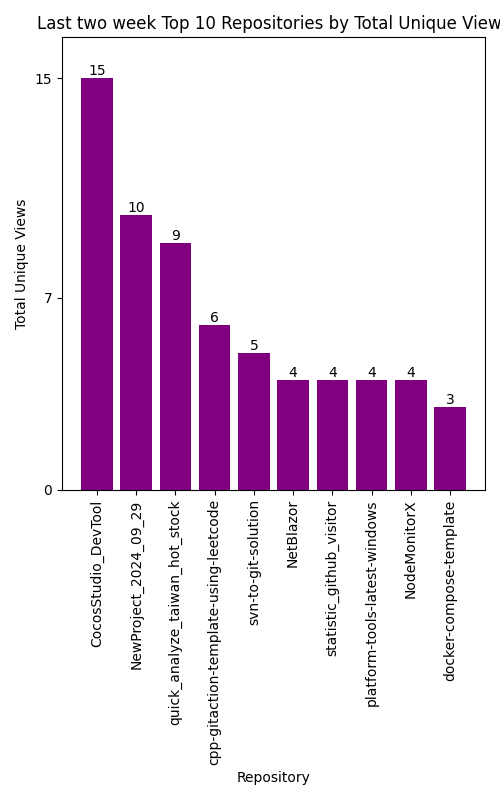 Last two week Top 10 Repositories by Total Unique View
15
10
9
6
5
4
4
4
4
3
15
7
0
Total Unique Views
CocosStudio_DevTool
NewProject_2024_09_29
quick_analyze_taiwan_hot_stock
cpp-gitaction-template-using-leetcode
svn-to-git-solution
NetBlazor
statistic_github_visitor
platform-tools-latest-windows
NodeMonitorX
docker-compose-template
Repository